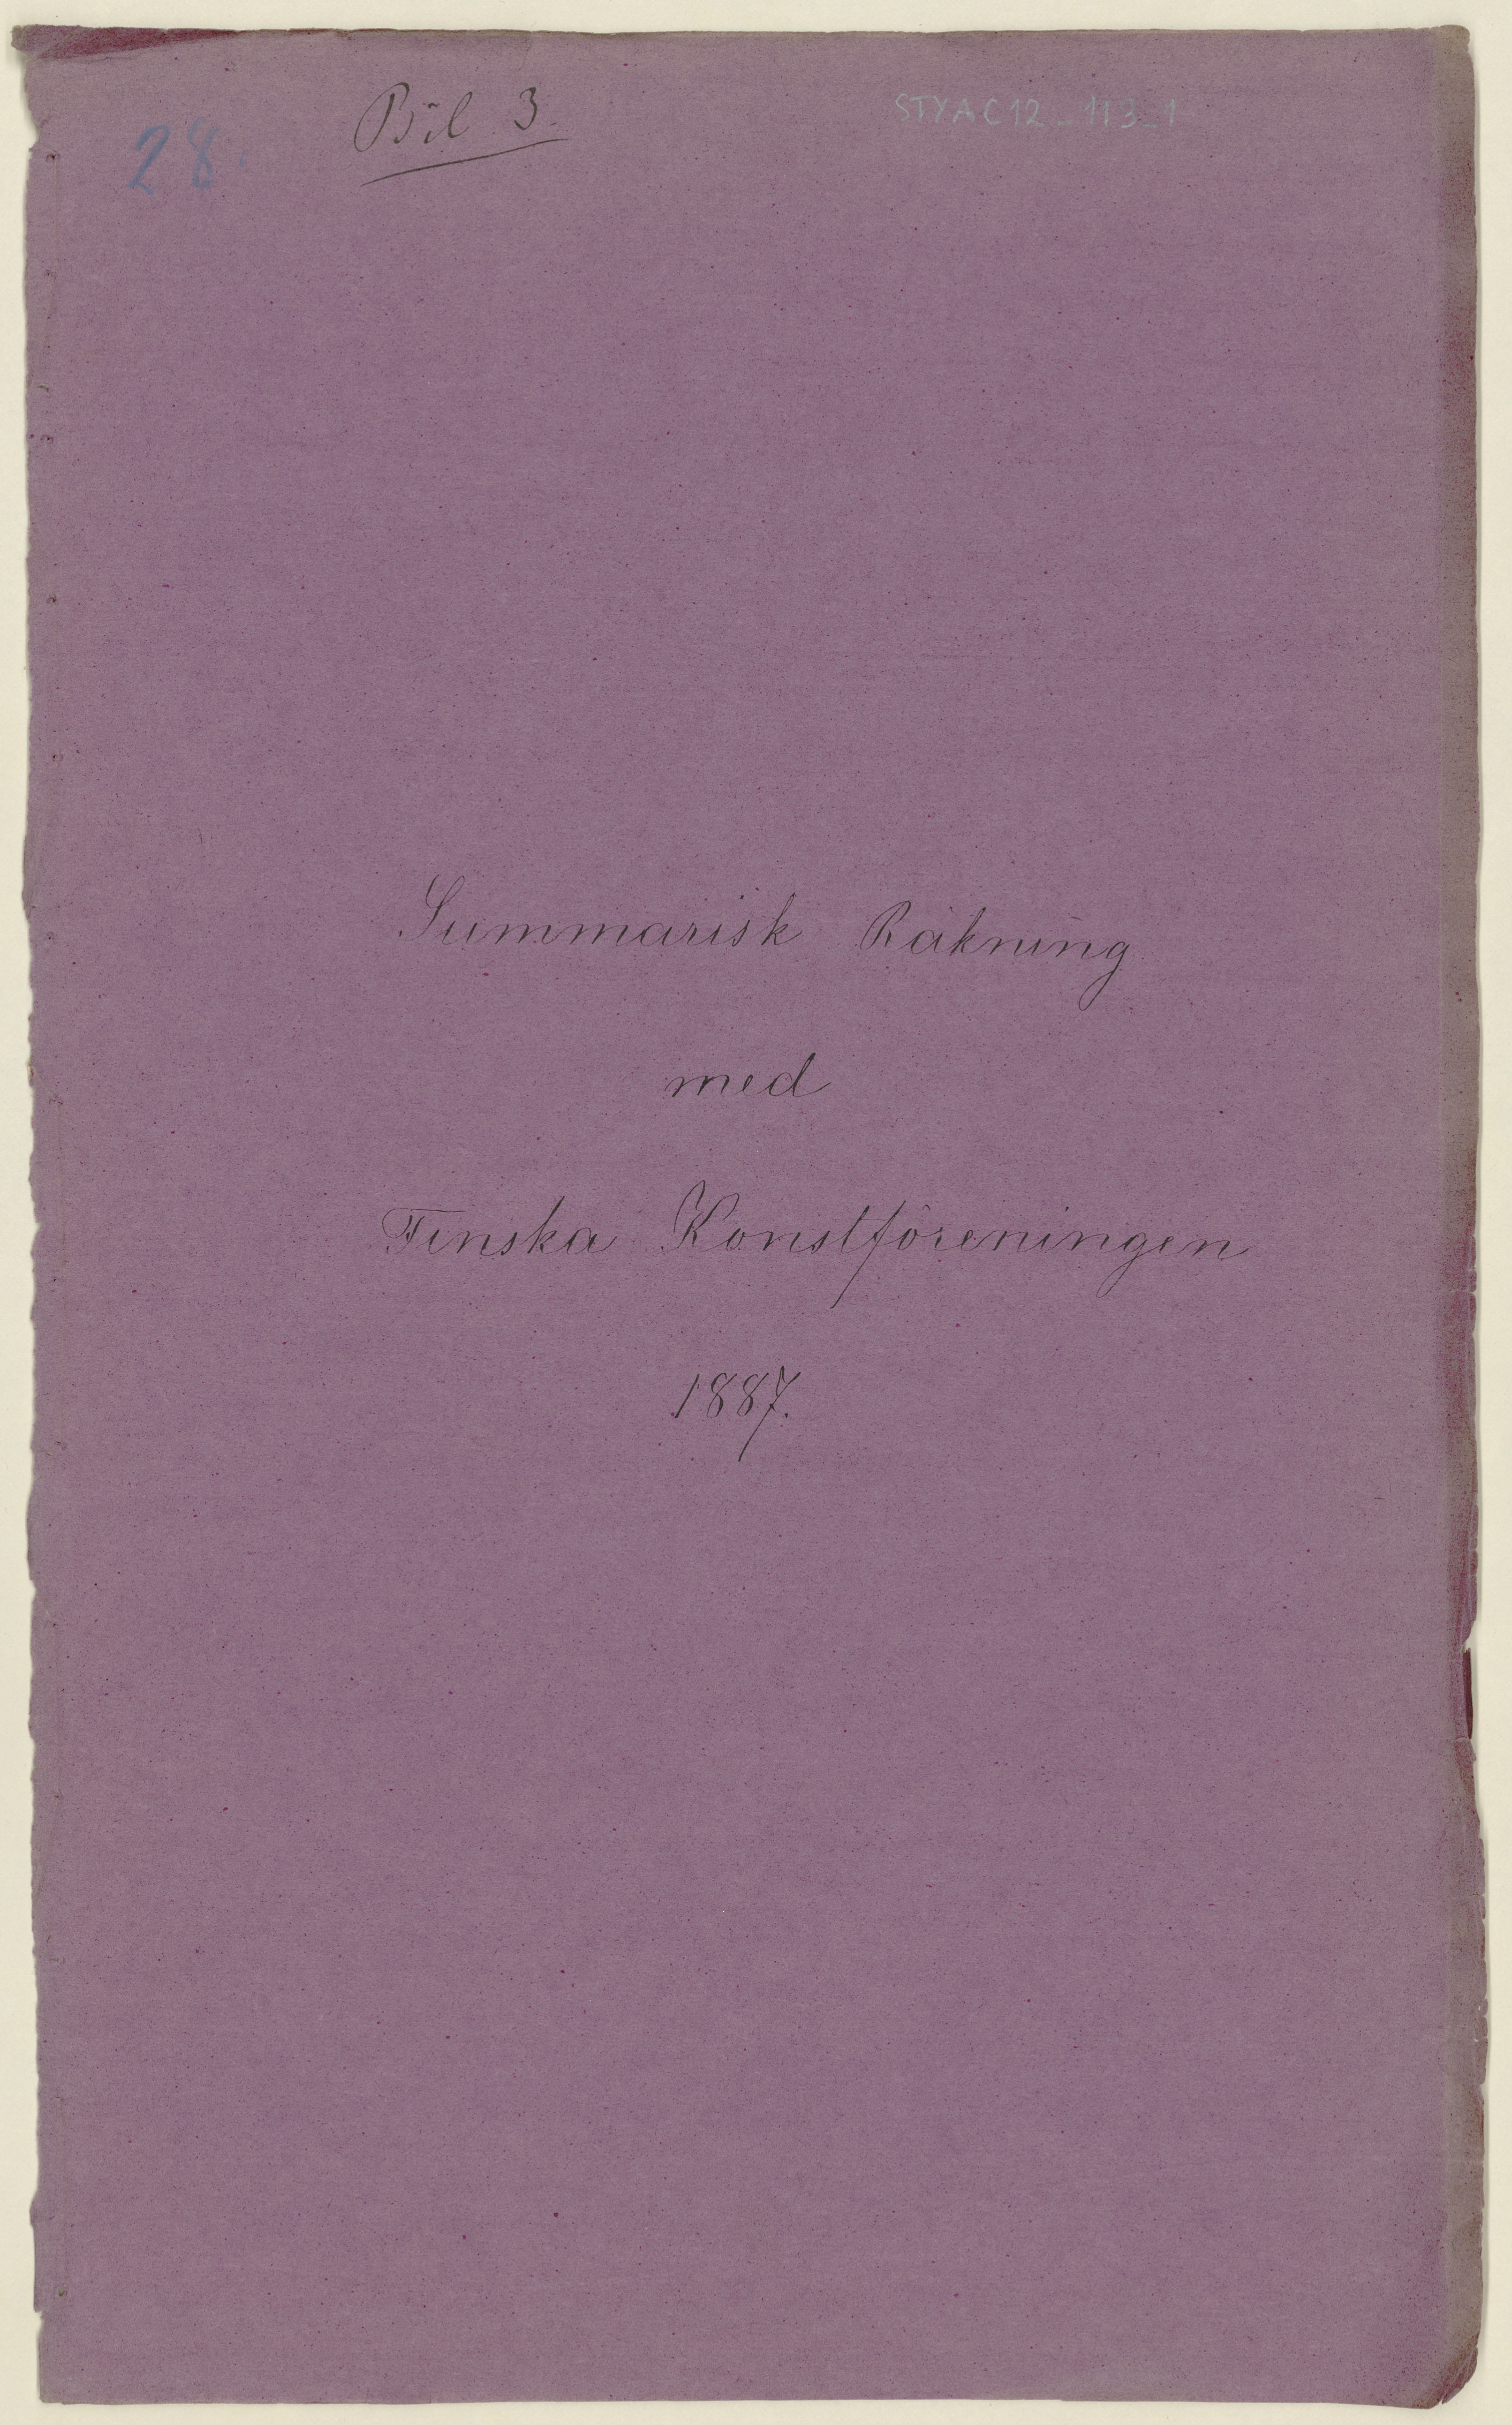 28.
Bil 3.
STYAC12_113_1
Summarisk Räkning
med
Finska Konstföreningen
1887.